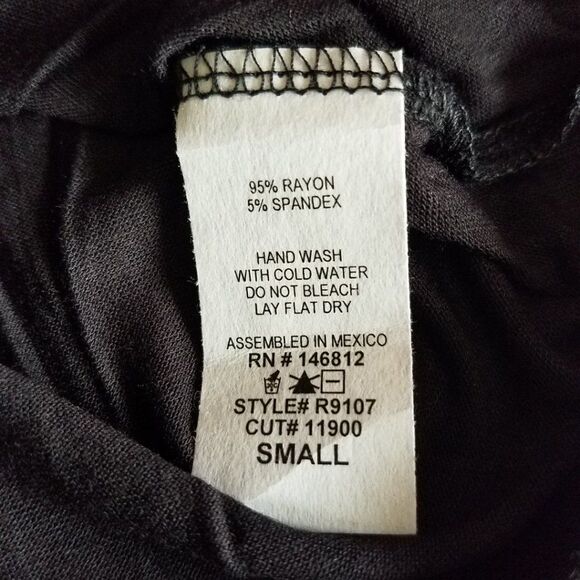 95% RAYON
5% SPANDEX
HAND WASH
WITH COLD WATER
DO NOT BLEACH
LAY FLAT DRY
ASSEMBLED IN MEXICO
RN # 146812
STYLE# R9107
CUT# 11900
SMALL